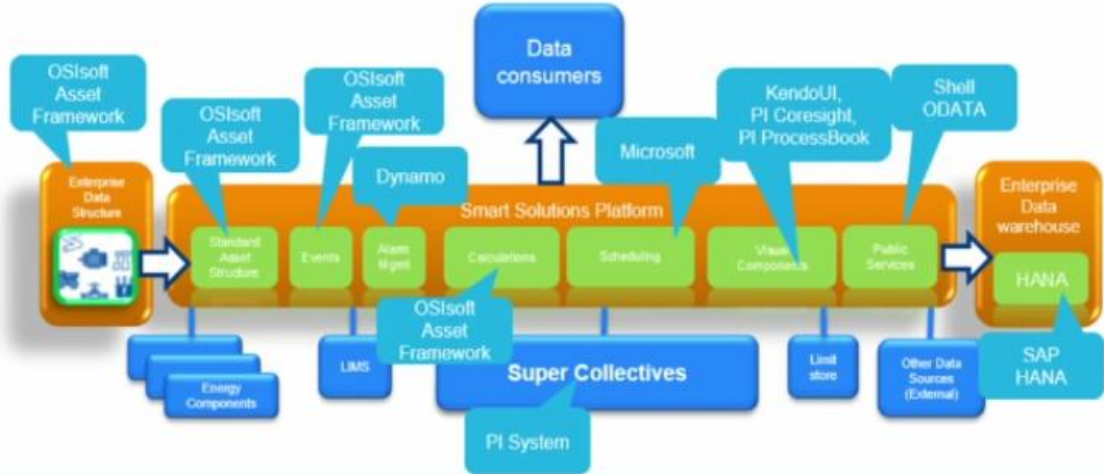 Data
consumers
OSIsoft
Asset
Framework
OSIsoft
Asset
Framework
OSIsoft
Asset
Framework
Dynamo
Microsoft
KendoUI,
PI Coresight,
PI ProcessBook
Shell
ODATA
Enterprise
Data
Structure
Smart Solutions Platform
Standard
Asset
Structure
Events
Alarm
Mgmt
Calculations
Scheduling
Visual
Components
Public
Services
Enterprise
Data
warehouse
HANA
SAP
HANA
OSIsoft
Asset
Framework
Energy
Components
LIMS
Super Collectives
PI System
Limit
store
Other Data
Sources
(External)